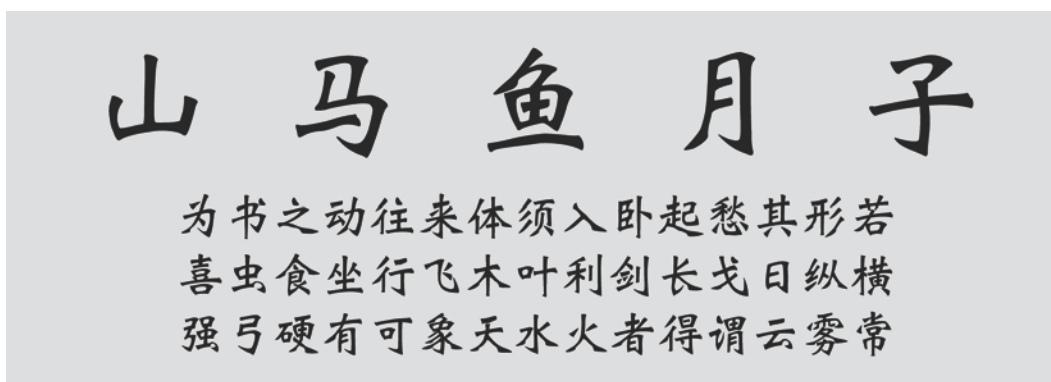 山马鱼月子
为书之动往来体须入卧起愁其形若
喜虫食坐行飞木叶利剑长戈日纵横
强弓硬有可象天水火者得谓云雾常